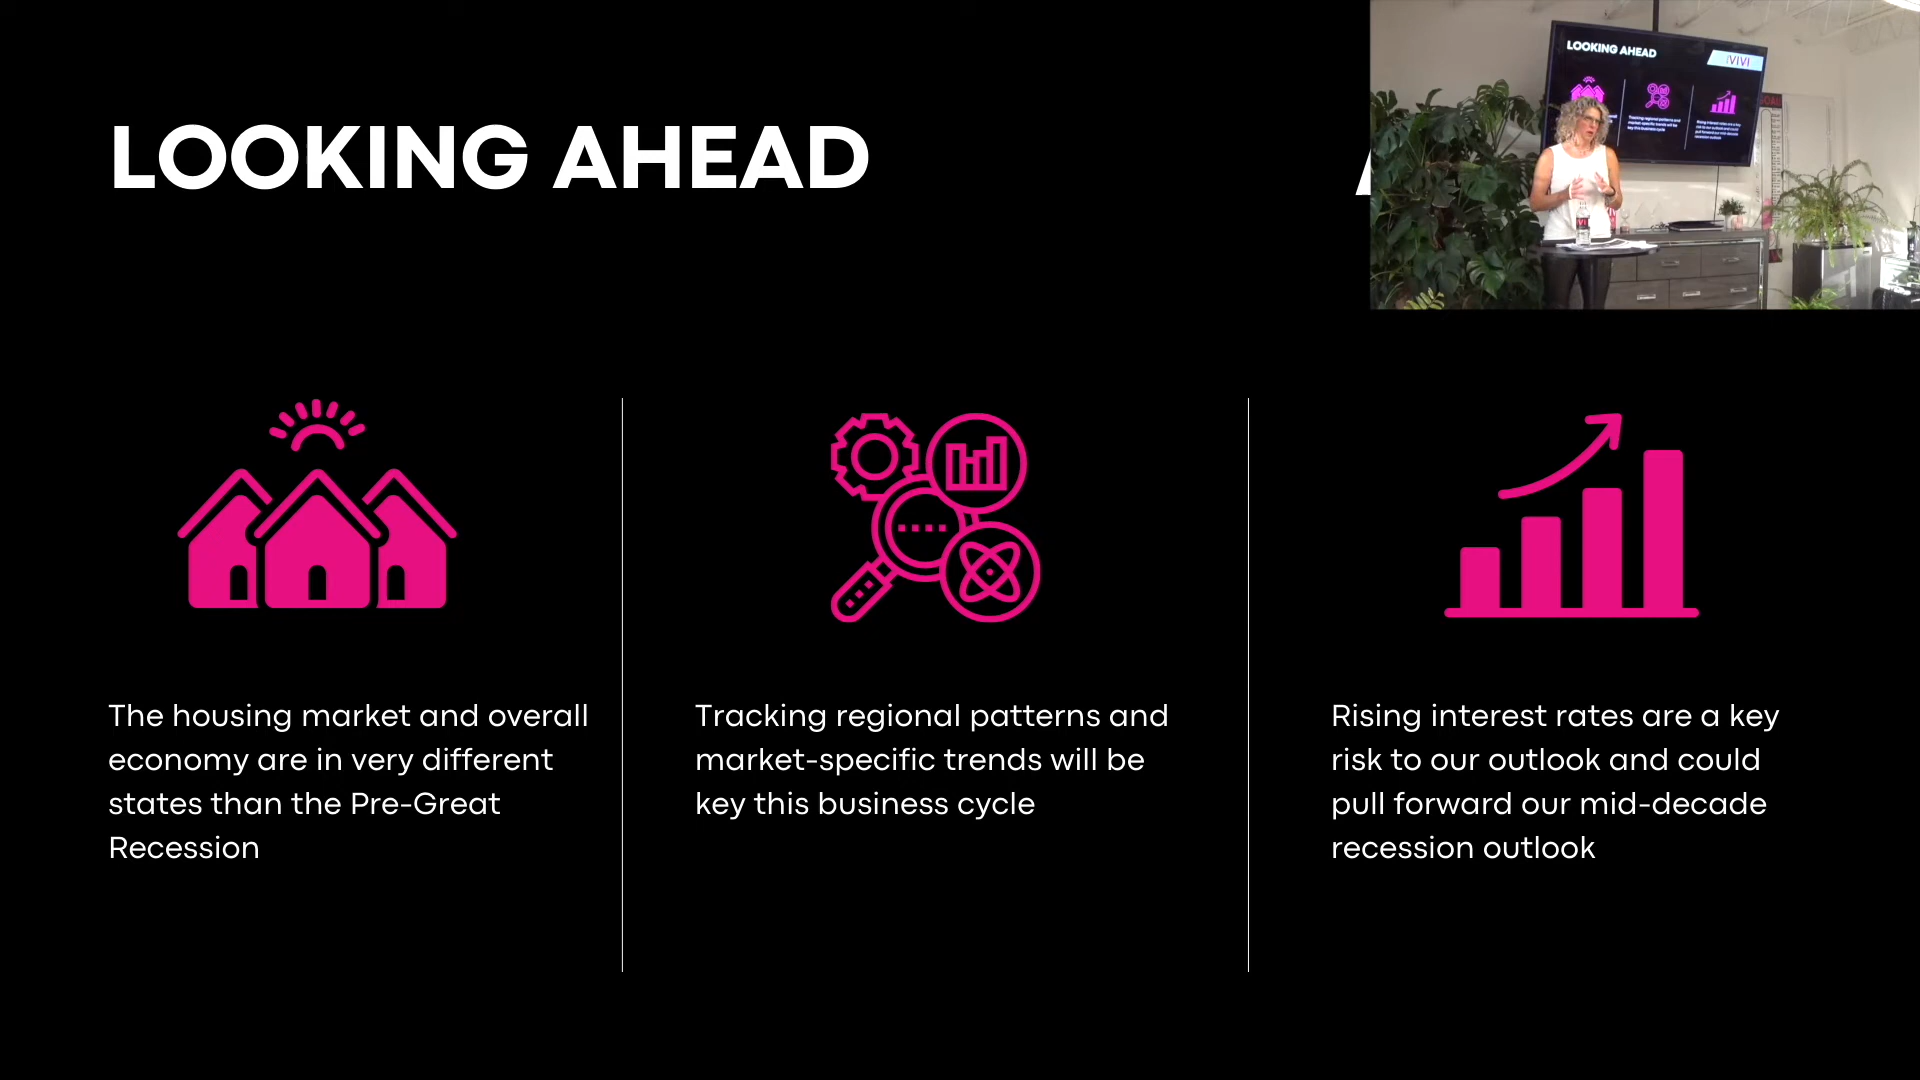 LOOKING AHEAD
LOOKING AHEAD
VIVI
The housing market and overall
economy are in very different
states than the Pre-Great
Recession
Tracking regional patterns and
market-specific trends will be
key this business cycle
Rising interest rates are a key
risk to our outlook and could
pull forward our mid-decade
recession outlook